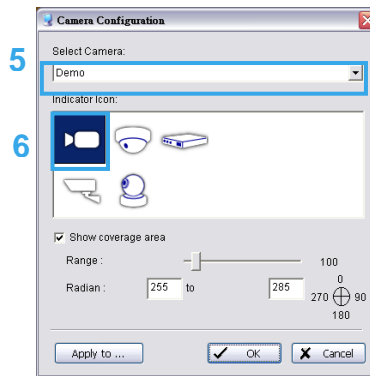 Camera Configuration
5
Select Camera:
Demo
Indicator Icon:
6
Show coverage area
Range : 100
Radian : 255 to 285
0
270 90
180
Apply to ... OK Cancel